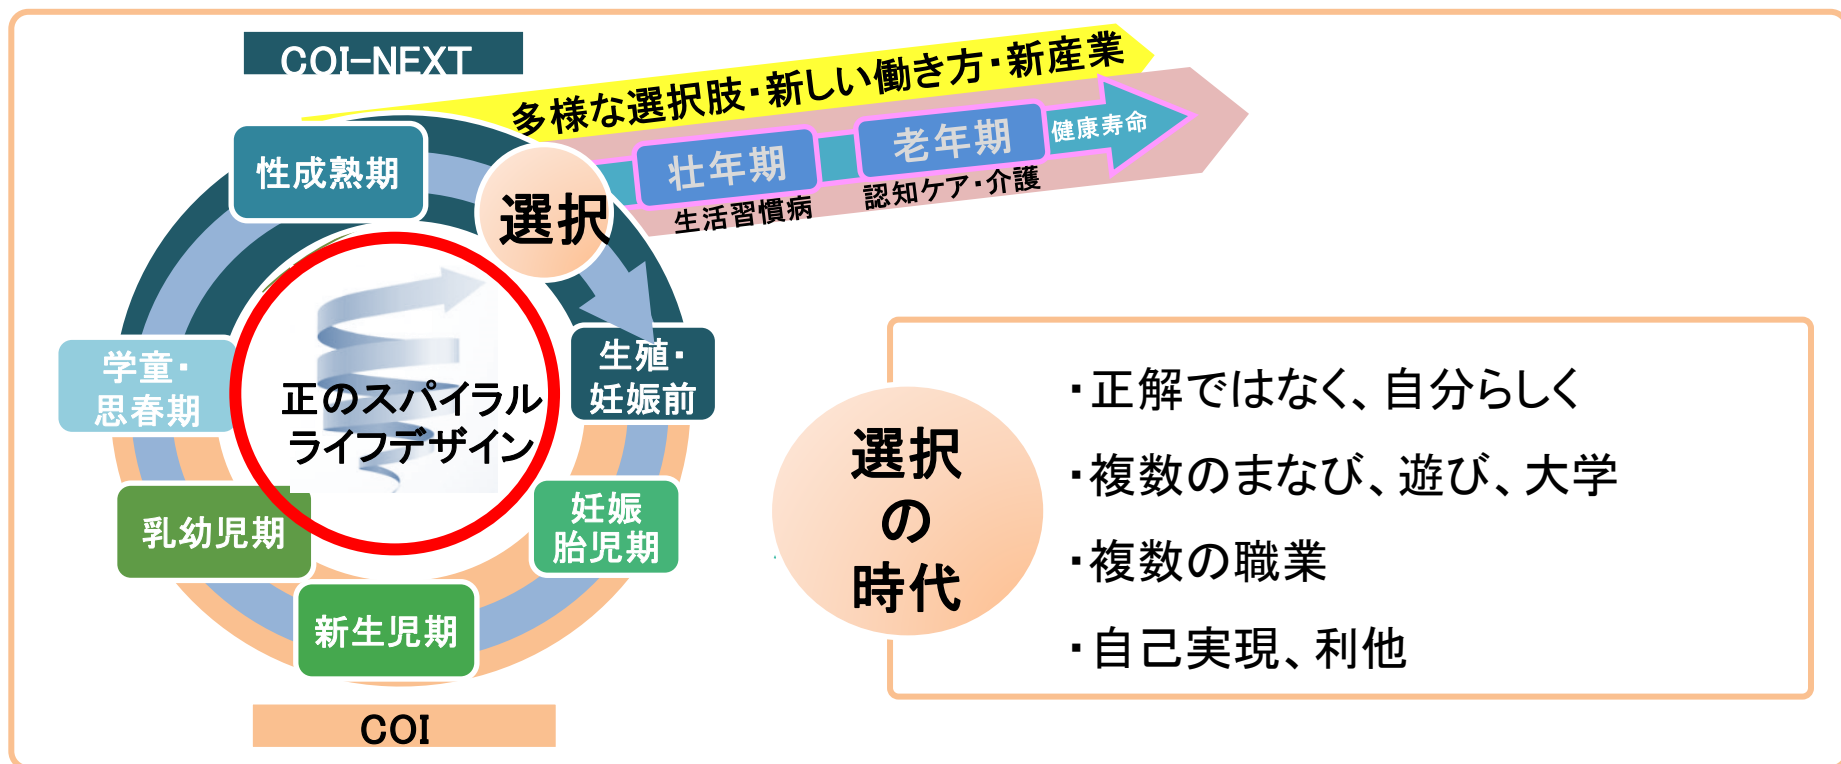 COI-NEXT
多様な選択肢・新しい働き方・新産業
性成熟期
選択
壮年期
老年期
健康寿命
生活習慣病
認知ケア・介護
学童・
思春期
正のスパイラル
ライフデザイン
生殖・
妊娠前
乳幼児期
妊娠
胎児期
新生児期
COI
選択
の
時代
・正解ではなく、自分らしく
・複数のまなび、遊び、大学
・複数の職業
・自己実現、利他